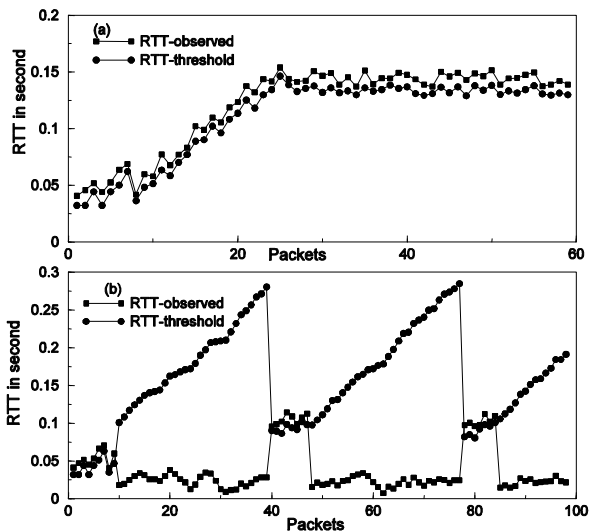 0.2
(a)
RTT-observed
RTT-threshold
0.15
0.1
0.05
0
RTT in second
0 20 40 60
Packets
0.3
(b)
RTT-observed
RTT-threshold
0.25
0.2
0.15
0.1
0.05
0
RTT in second
0 20 40 60 80 100
Packets